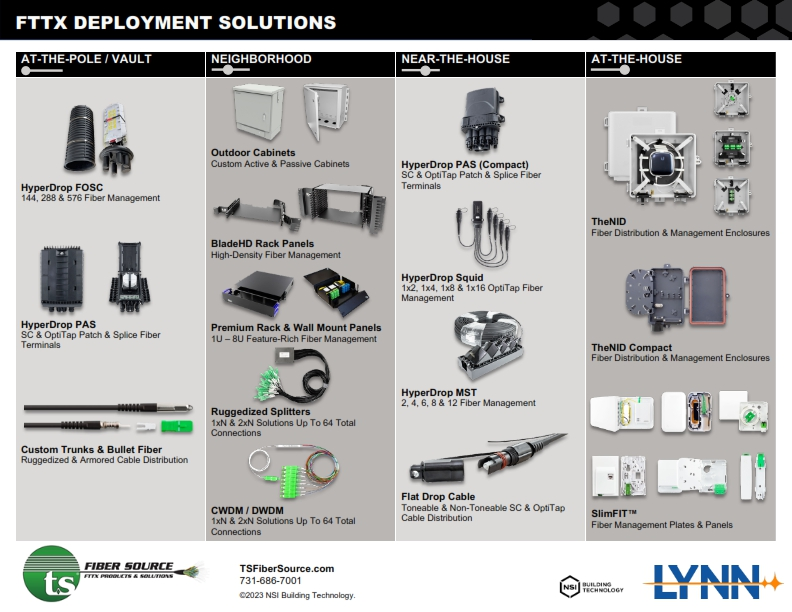 FTTX DEPLOYMENT SOLUTIONS
AT-THE-POLE / VAULT
HyperDrop FOSC
144, 288 & 576 Fiber Management
HyperDrop PAS
SC & OptiTap Patch & Splice Fiber
Terminals
Custom Trunks & Bullet Fiber
Ruggedized & Armored Cable Distribution
NEIGHBORHOOD
Outdoor Cabinets
Custom Active & Passive Cabinets
BladeHD Rack Panels
High-Density Fiber Management
Premium Rack & Wall Mount Panels
1U – 8U Feature-Rich Fiber Management
Ruggedized Splitters
1xN & 2xN Solutions Up To 64 Total
Connections
CWDM / DWDM
1xN & 2xN Solutions Up To 64 Total
Connections
NEAR-THE-HOUSE
HyperDrop PAS (Compact)
SC & OptiTap Patch & Splice Fiber
Terminals
HyperDrop Squid
1x2, 1x4, 1x8 & 1x16 OptiTap Fiber
Management
HyperDrop MST
2, 4, 6, 8 & 12 Fiber Management
Flat Drop Cable
Toneable & Non-Toneable SC & OptiTap
Cable Distribution
AT-THE-HOUSE
TheNID
Fiber Distribution & Management Enclosures
TheNID Compact
Fiber Distribution & Management Enclosures
SlimFIT™
Fiber Management Plates & Panels
ts
FIBER SOURCE
FTTX PRODUCTS & SOLUTIONS
TSFiberSource.com
731-686-7001
©2023 NSI Building Technology.
NSI
BUILDING
TECHNOLOGY
LYNN